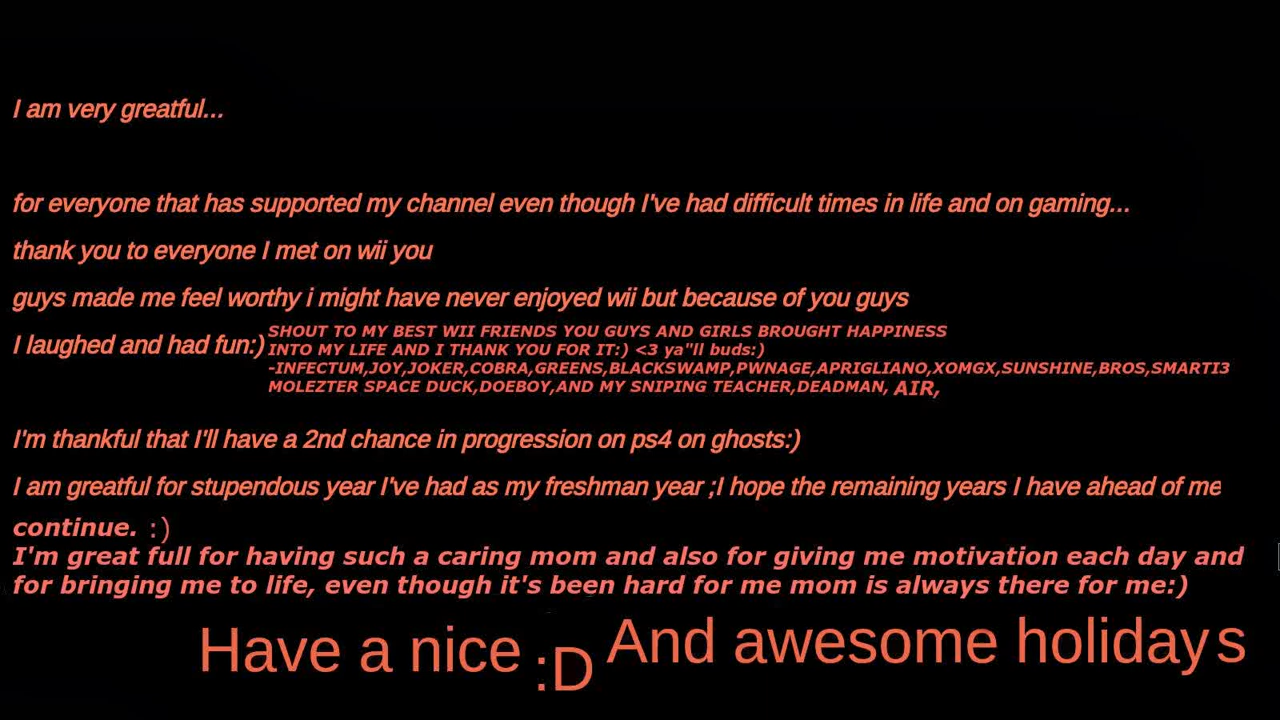 I am very greatful...
for everyone that has supported my channel even though I've had difficult times in life and on gaming...
thank you to everyone I met on wii you
guys made me feel worthy i might have never enjoyed wii but because of you guys
I laughed and had fun:)
SHOUT TO MY BEST WII FRIENDS YOU GUYS AND GIRLS BROUGHT HAPPINESS
INTO MY LIFE AND I THANK YOU FOR IT:) <3 ya"ll buds:)
-INFECTUM,JOY,JOKER,COBRA,GREENS,BLACKSWAMP,PWNAGE,APRIGLIANO,XOMGX,SUNSHINE,BROS,SMARTI3
MOLEZTER SPACE DUCK,DOEBOY,AND MY SNIPING TEACHER,DEADMAN, AIR,
I'm thankful that I'll have a 2nd chance in progression on ps4 on ghosts:)
I am greatful for stupendous year I've had as my freshman year ;I hope the remaining years I have ahead of me
continue. :)
I'm great full for having such a caring mom and also for giving me motivation each day and
for bringing me to life, even though it's been hard for me mom is always there for me:)
Have a nice :D And awesome holidays